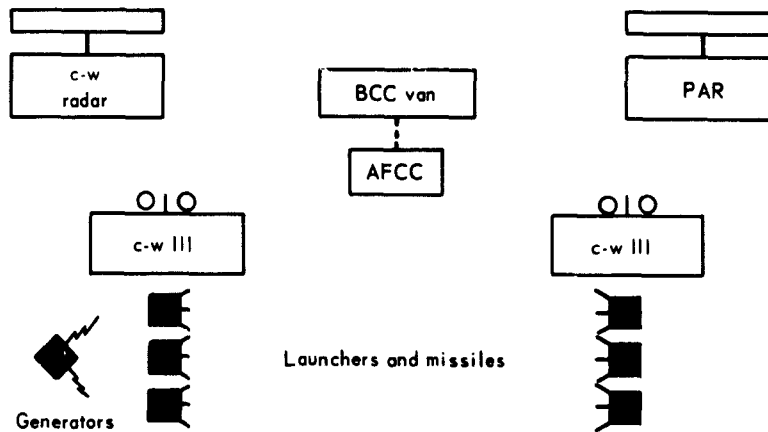 c-w
radar
BCC van
PAR
AFCC
c-w III
c-w III
Launchers and missiles
Generators